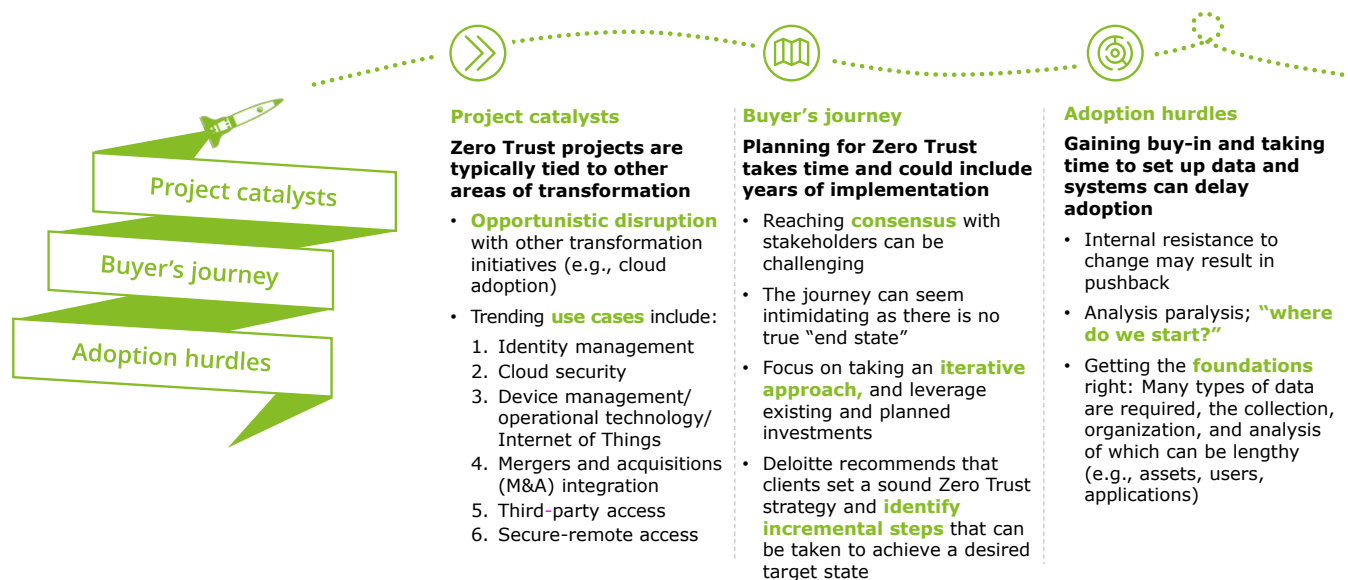 Project catalysts
Buyer's journey
Adoption hurdles
Project catalysts
Zero Trust projects are
typically tied to other
areas of transformation
• Opportunistic disruption
with other transformation
initiatives (e.g., cloud
adoption)
• Trending use cases include:
1. Identity management
2. Cloud security
3. Device management/
operational technology/
Internet of Things
4. Mergers and acquisitions
(M&A) integration
5. Third-party access
6. Secure-remote access
Buyer’s journey
Planning for Zero Trust
takes time and could include
years of implementation
• Reaching consensus with
stakeholders can be
challenging
• The journey can seem
intimidating as there is no
true “end state”
• Focus on taking an iterative
approach, and leverage
existing and planned
investments
• Deloitte recommends that
clients set a sound Zero Trust
strategy and identify
incremental steps that can
be taken to achieve a desired
target state
Adoption hurdles
Gaining buy-in and taking
time to set up data and
systems can delay
adoption
• Internal resistance to
change may result in
pushback
• Analysis paralysis; “where
do we start?”
• Getting the foundations
right: Many types of data
are required, the collection,
organization, and analysis
of which can be lengthy
(e.g., assets, users,
applications)